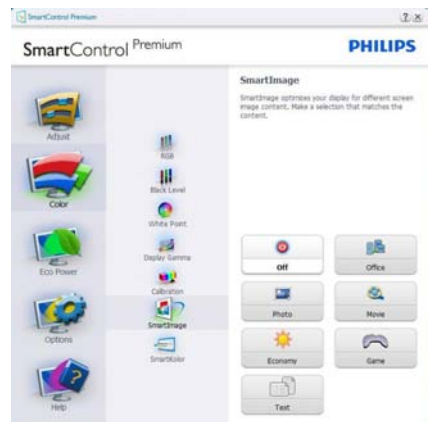 SmartControl Premium
? ×
SmartControl Premium
PHILIPS
Adjust
Color
Eco Power
Options
Help
RGB
Black Level
White Point
Display Gamma
Calibration
SmartImage
SmartKolor
SmartImage
SmartImage optimizes your display for different screen
image content. Make a selection that matches the
content.
Off
Office
Photo
Movie
Economy
Game
Text